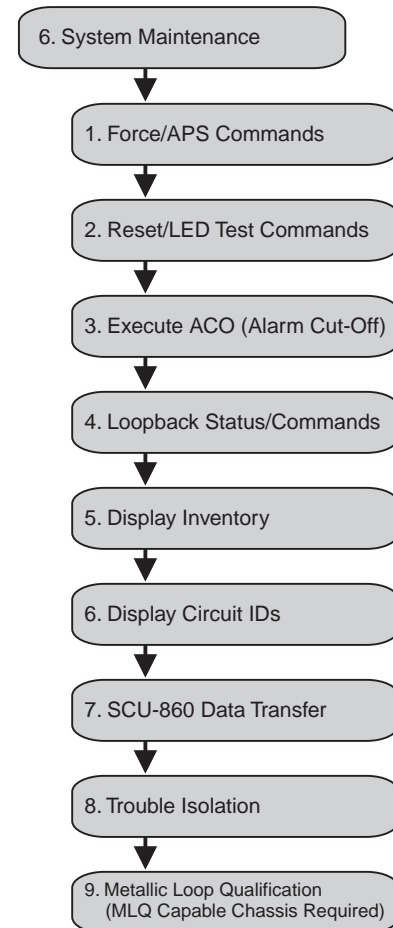 6. System Maintenance
1. Force/APS Commands
2. Reset/LED Test Commands
3. Execute ACO (Alarm Cut-Off)
4. Loopback Status/Commands
5. Display Inventory
6. Display Circuit IDs
7. SCU-860 Data Transfer
8. Trouble Isolation
9. Metallic Loop Qualification
(MLQ Capable Chassis Required)